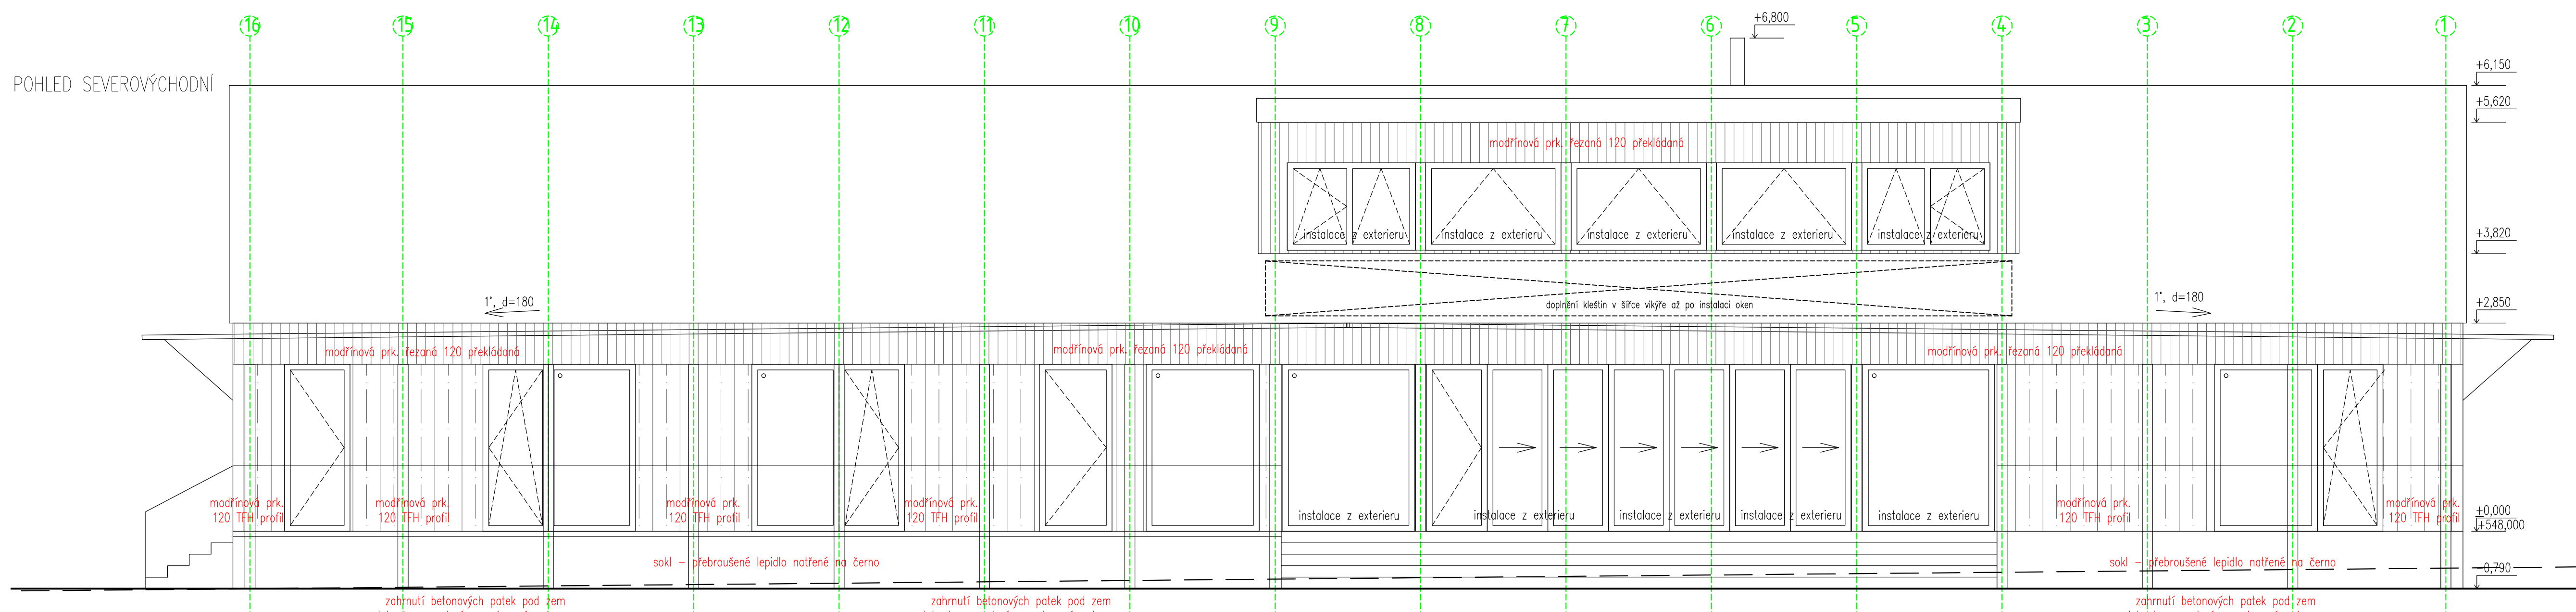 16 15 14 13 12 11 10 9 8 7 6 5 4 3 2 1
+6,800
POHLED SEVEROVÝCHODNÍ
+6,150
+5,620
modřínová prk. řezaná 120 překládaná
instalace z exterieru
instalace z exterieru
instalace z exterieru
instalace z exterieru
instalace z exterieru
+3,820
1°, d=180
doplnění kleštin v šířce vikýře až po instalaci oken
1°, d=180
+2,850
modřínová prk. řezaná 120 překládaná
modřínová prk. řezaná 120 překládaná
modřínová prk. řezaná 120 překládaná
modřínová prk.
120 TFH profil
modřínová prk.
120 TFH profil
modřínová prk.
120 TFH profil
modřínová prk.
120 TFH profil
instalace z exterieru
instalace z exterieru
instalace z exterieru
instalace z exterieru
instalace z exterieru
modřínová prk.
120 TFH profil
modřínová prk.
120 TFH profil
+0,000
+548,000
sokl – přebroušené lepidlo natřené na černo
sokl – přebroušené lepidlo natřené na černo
-0,790
zahrnutí betonových patek pod zem
zahrnutí betonových patek pod zem
zahrnutí betonových patek pod zem